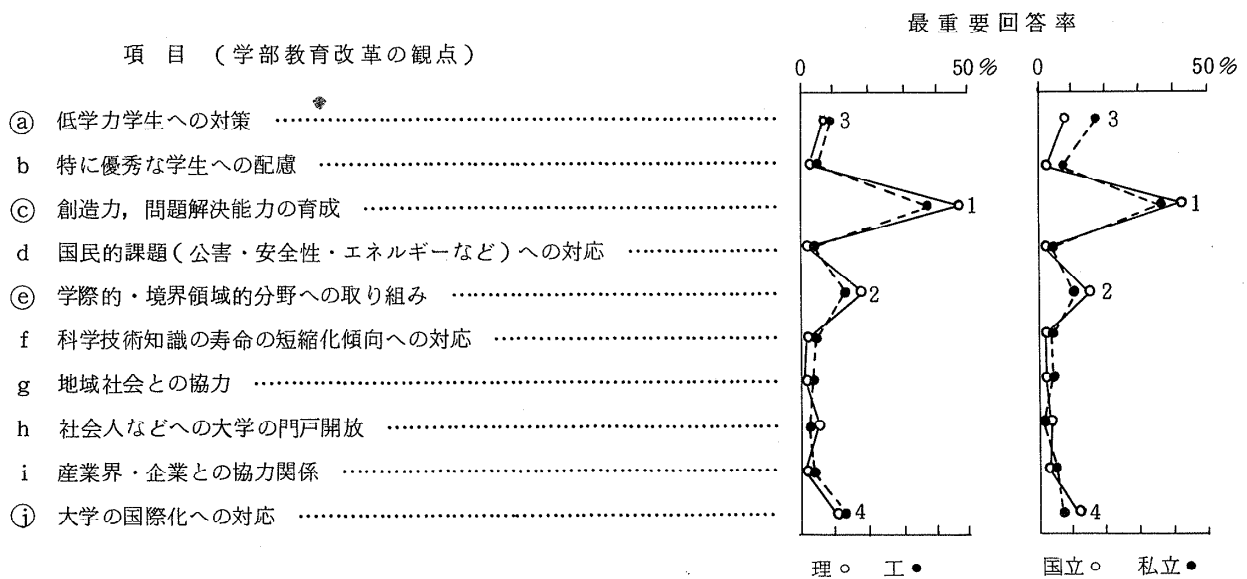 最重要回答率
項 目 (学部教育改革の観点)
0 50% 0 50%
ⓐ 低学力学生への対策 3 3
b 特に優秀な学生への配慮
ⓒ 創造力，問題解決能力の育成 1 1
d 国民的課題(公害・安全性・エネルギーなど)への対応
ⓔ 学際的・境界領域的分野への取り組み 2 2
f 科学技術知識の寿命の短縮化傾向への対応
g 地域社会との協力
h 社会人などへの大学の門戸開放
i 産業界・企業との協力関係
ⓙ 大学の国際化への対応 4 4
理○ 工● 国立○ 私立●